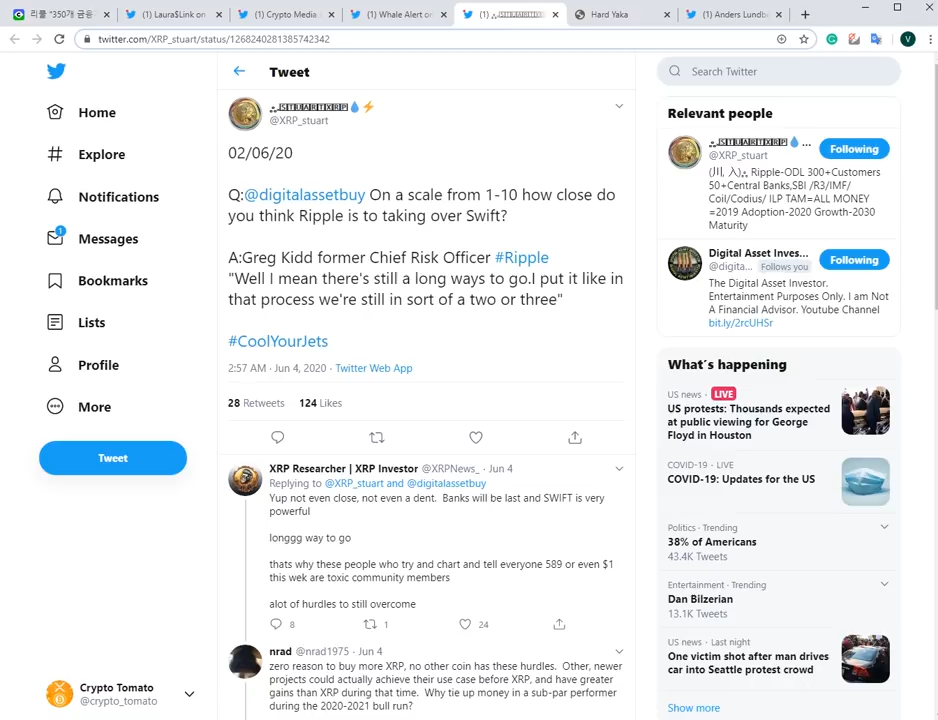 리플 "350개 금융
(1) Laura$Link on
(1) Crypto Media
(1) Whale Alert on
(1)
Hard Yaka
(1) Anders Lundb
twitter.com/XRP_stuart/status/1268240281385742342
V
Home
Explore
Notifications
1
Messages
Bookmarks
Lists
Profile
More
Tweet
Crypto Tomato
@crypto_tomato
Tweet
🅂🅃🅄🄰🅁🅃🅇🅁🄿💧⚡
@XRP_stuart
02/06/20
Q:@digitalassetbuy On a scale from 1-10 how close do
you think Ripple is to taking over Swift?
A:Greg Kidd former Chief Risk Officer #Ripple
"Well I mean there's still a long ways to go.I put it like in
that process we're still in sort of a two or three"
#CoolYourJets
2:57 AM · Jun 4, 2020 · Twitter Web App
28 Retweets 124 Likes
XRP Researcher | XRP Investor @XRPNews_ · Jun 4
Replying to @XRP_stuart and @digitalassetbuy
Yup not even close, not even a dent. Banks will be last and SWIFT is very
powerful
longgg way to go
thats why these people who try and chart and tell everyone 589 or even $1
this wek are toxic community members
alot of hurdles to still overcome
8 1 24
nrad @nrad1975 · Jun 4
zero reason to buy more XRP, no other coin has these hurdles. Other, newer
projects could actually achieve their use case before XRP, and have greater
gains than XRP during that time. Why tie up money in a sub-par performer
during the 2020-2021 bull run?
Search Twitter
Relevant people
🅂🅃🅄🄰🅁🅃🅇🅁🄿💧...
@XRP_stuart
Following
(川, 入) Ripple-ODL 300+Customers
50+Central Banks,SBI /R3/IMF/
Coil/Codius/ ILP TAM=ALL MONEY
=2019 Adoption-2020 Growth-2030
Maturity
Digital Asset Inves...
@digita... Follows you
Following
The Digital Asset Investor.
Entertainment Purposes Only. I am Not
A Financial Advisor. Youtube Channel
bit.ly/2rcUHSr
What's happening
US news · LIVE
US protests: Thousands expected
at public viewing for George
Floyd in Houston
COVID-19 · LIVE
COVID-19: Updates for the US
Politics · Trending
38% of Americans
43.4K Tweets
Entertainment · Trending
Dan Bilzerian
13.1K Tweets
US news · Last night
One victim shot after man drives
car into Seattle protest crowd
Show more